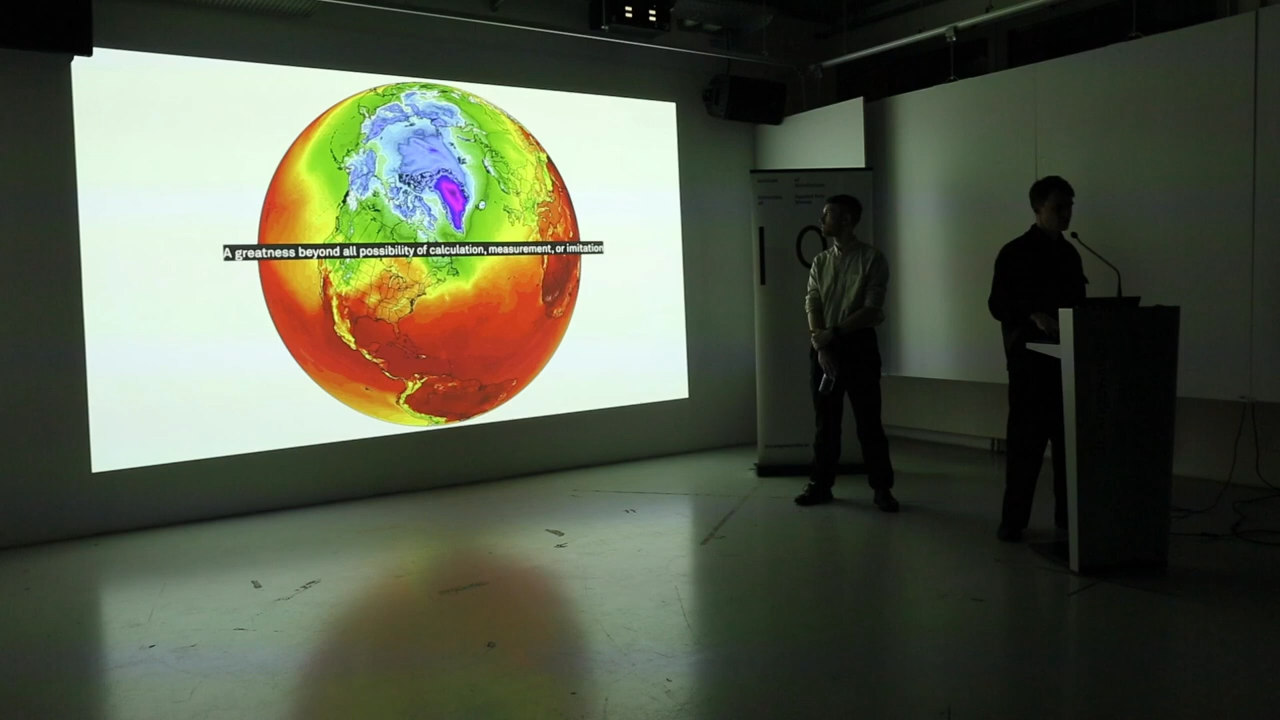 A greatness beyond all possibility of calculation, measurement, or imitation